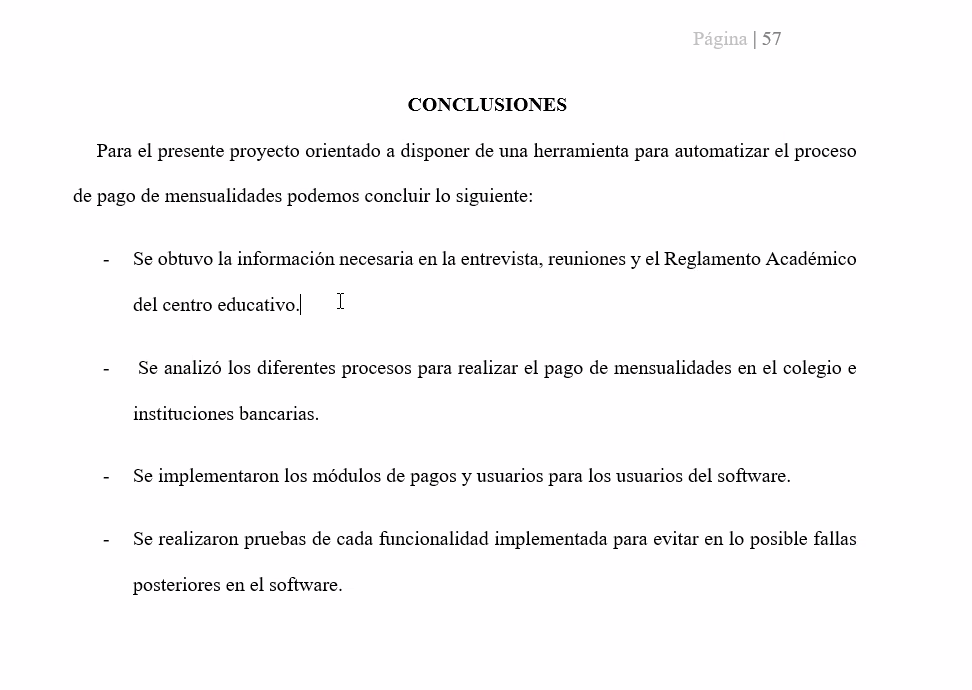 Página | 57
CONCLUSIONES
Para el presente proyecto orientado a disponer de una herramienta para automatizar el proceso
de pago de mensualidades podemos concluir lo siguiente:
- Se obtuvo la información necesaria en la entrevista, reuniones y el Reglamento Académico
del centro educativo.
- Se analizó los diferentes procesos para realizar el pago de mensualidades en el colegio e
instituciones bancarias.
- Se implementaron los módulos de pagos y usuarios para los usuarios del software.
- Se realizaron pruebas de cada funcionalidad implementada para evitar en lo posible fallas
posteriores en el software.